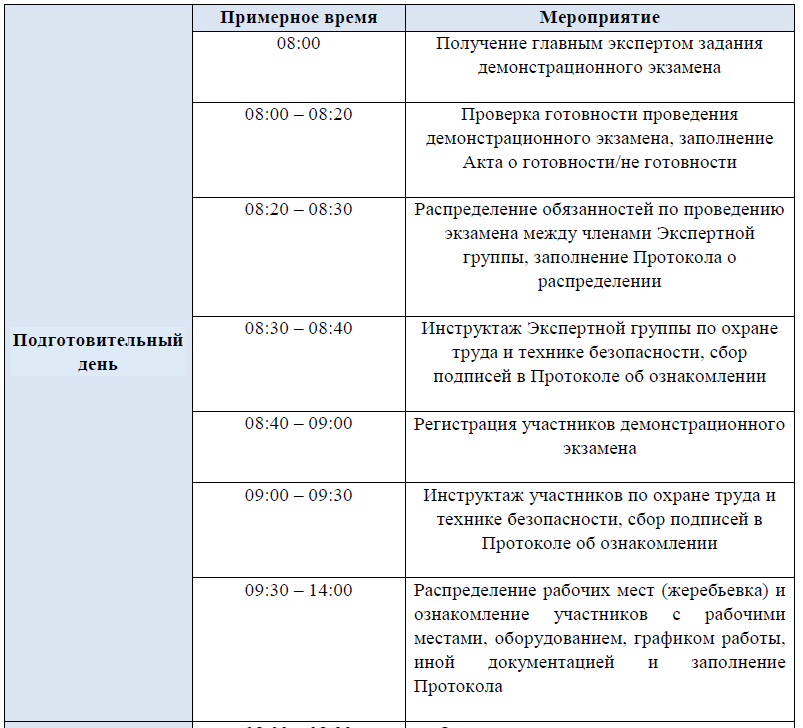 Примерное время
Мероприятие
Подготовительный
день
08:00
Получение главным экспертом задания
демонстрационного экзамена
08:00 – 08:20
Проверка готовности проведения
демонстрационного экзамена, заполнение
Акта о готовности/не готовности
08:20 – 08:30
Распределение обязанностей по проведению
экзамена между членами Экспертной
группы, заполнение Протокола о
распределении
08:30 – 08:40
Инструктаж Экспертной группы по охране
труда и технике безопасности, сбор
подписей в Протоколе об ознакомлении
08:40 – 09:00
Регистрация участников демонстрационного
экзамена
09:00 – 09:30
Инструктаж участников по охране труда и
технике безопасности, сбор подписей в
Протоколе об ознакомлении
09:30 – 14:00
Распределение рабочих мест (жеребьевка) и
ознакомление участников с рабочими
местами, оборудованием, графиком работы,
иной документацией и заполнение
Протокола